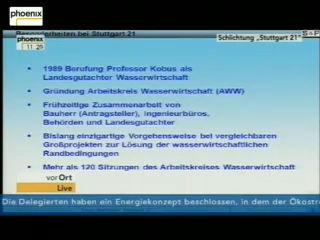 phoenix
Besonderheiten bei Stuttgart 21
phoenix
11:29
Schlichtung „Stuttgart 21"
1989 Berufung Professor Kobus als
Landesgutachter Wasserwirtschaft
Gründung Arbeitskreis Wasserwirtschaft (AWW)
Frühzeitige Zusammenarbeit von
Bauherr (Antragsteller), Ingenieurbüros,
Behörden und Landesgutachter
Bislang einzigartige Vorgehensweise bei vergleichbaren
Großprojekten zur Lösung der wasserwirtschaftlichen
Randbedingungen
Mehr als 120 Sitzungen des Arbeitskreises Wasserwirtschaft
vor Ort
Live
Die Delegierten haben ein Energiekonzept beschlossen, in dem der Ökostro